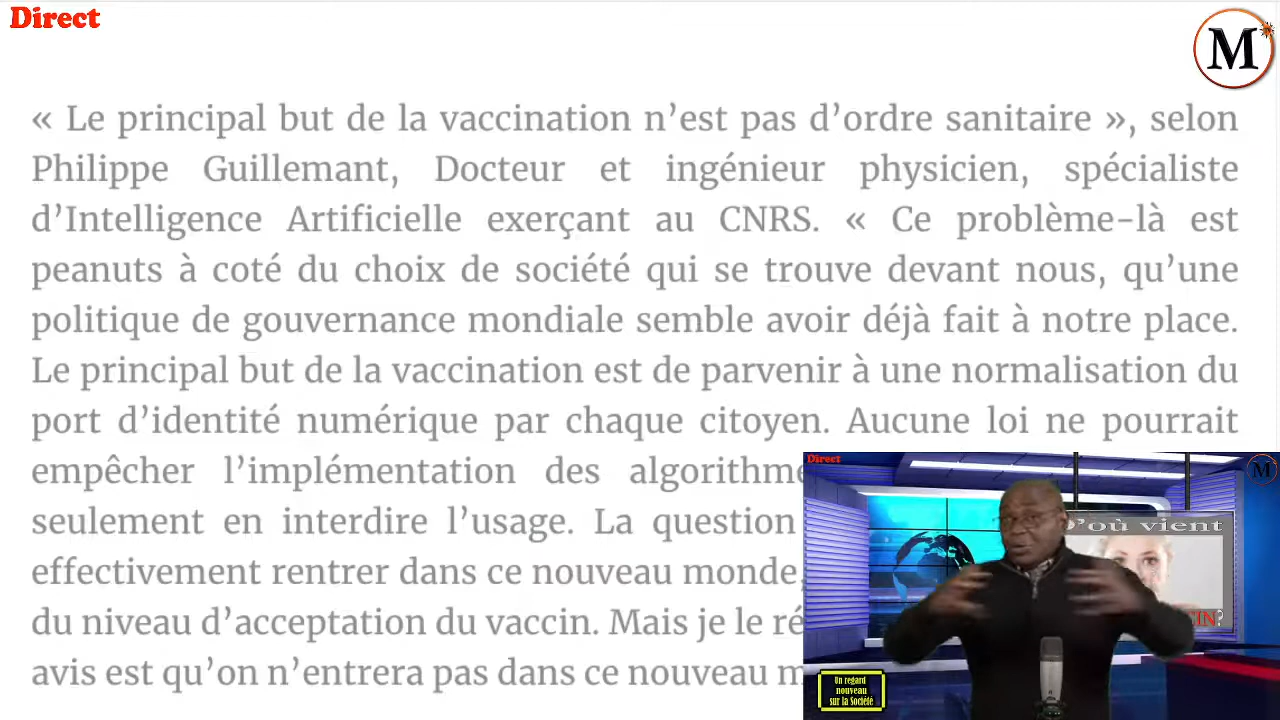 Direct
M
« Le principal but de la vaccination n’est pas d’ordre sanitaire », selon
Philippe Guillemant, Docteur et ingénieur physicien, spécialiste
d’Intelligence Artificielle exerçant au CNRS. « Ce problème-là est
peanuts à coté du choix de société qui se trouve devant nous, qu’une
politique de gouvernance mondiale semble avoir déjà fait à notre place.
Le principal but de la vaccination est de parvenir à une normalisation du
port d’identité numérique par chaque citoyen. Aucune loi ne pourrait
empêcher l’implémentation des algorithme
seulement en interdire l’usage. La question
effectivement rentrer dans ce nouveau monde,
du niveau d’acceptation du vaccin. Mais je le ré
avis est qu’on n’entrera pas dans ce nouveau m
Direct
M
D’où vient
CIN?
Un regard
nouveau
sur la Société